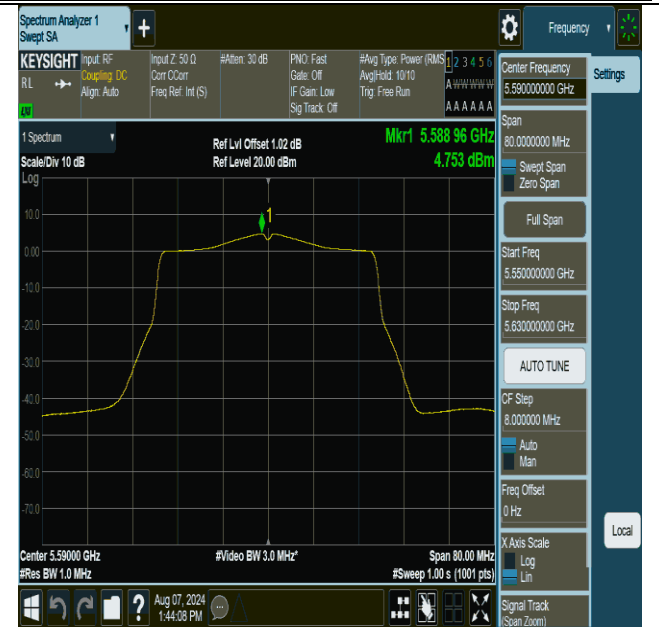 Spectrum Analyzer 1
Swept SA
Frequency
KEYSIGHT
RL
Input: RF
Coupling: DC
Align: Auto
Input Z: 50 Ω
Corr CCorr
Freq Ref: Int (S)
#Atten: 30 dB
PNO: Fast
Gate: Off
IF Gain: Low
Sig Track: Off
#Avg Type: Power (RMS
Avg|Hold: 10/10
Trig: Free Run
1 2 3 4 5 6
A W W W W W
A A A A A A
1 Spectrum
Scale/Div 10 dB
Log
Ref Lvl Offset 1.02 dB
Ref Level 20.00 dBm
Mkr1 5.588 96 GHz
4.753 dBm
10.0
0.00
-10.0
-20.0
-30.0
-40.0
-50.0
-60.0
-70.0
1
Center 5.59000 GHz
#Res BW 1.0 MHz
#Video BW 3.0 MHz*
Span 80.00 MHz
#Sweep 1.00 s (1001 pts)
Aug 07, 2024
1:44:08 PM
Center Frequency
5.590000000 GHz
Settings
Span
80.0000000 MHz
Swept Span
Zero Span
Full Span
Start Freq
5.550000000 GHz
Stop Freq
5.630000000 GHz
AUTO TUNE
CF Step
8.000000 MHz
Auto
Man
Freq Offset
0 Hz
X Axis Scale
Log
Lin
Local
Signal Track
(Span Zoom)